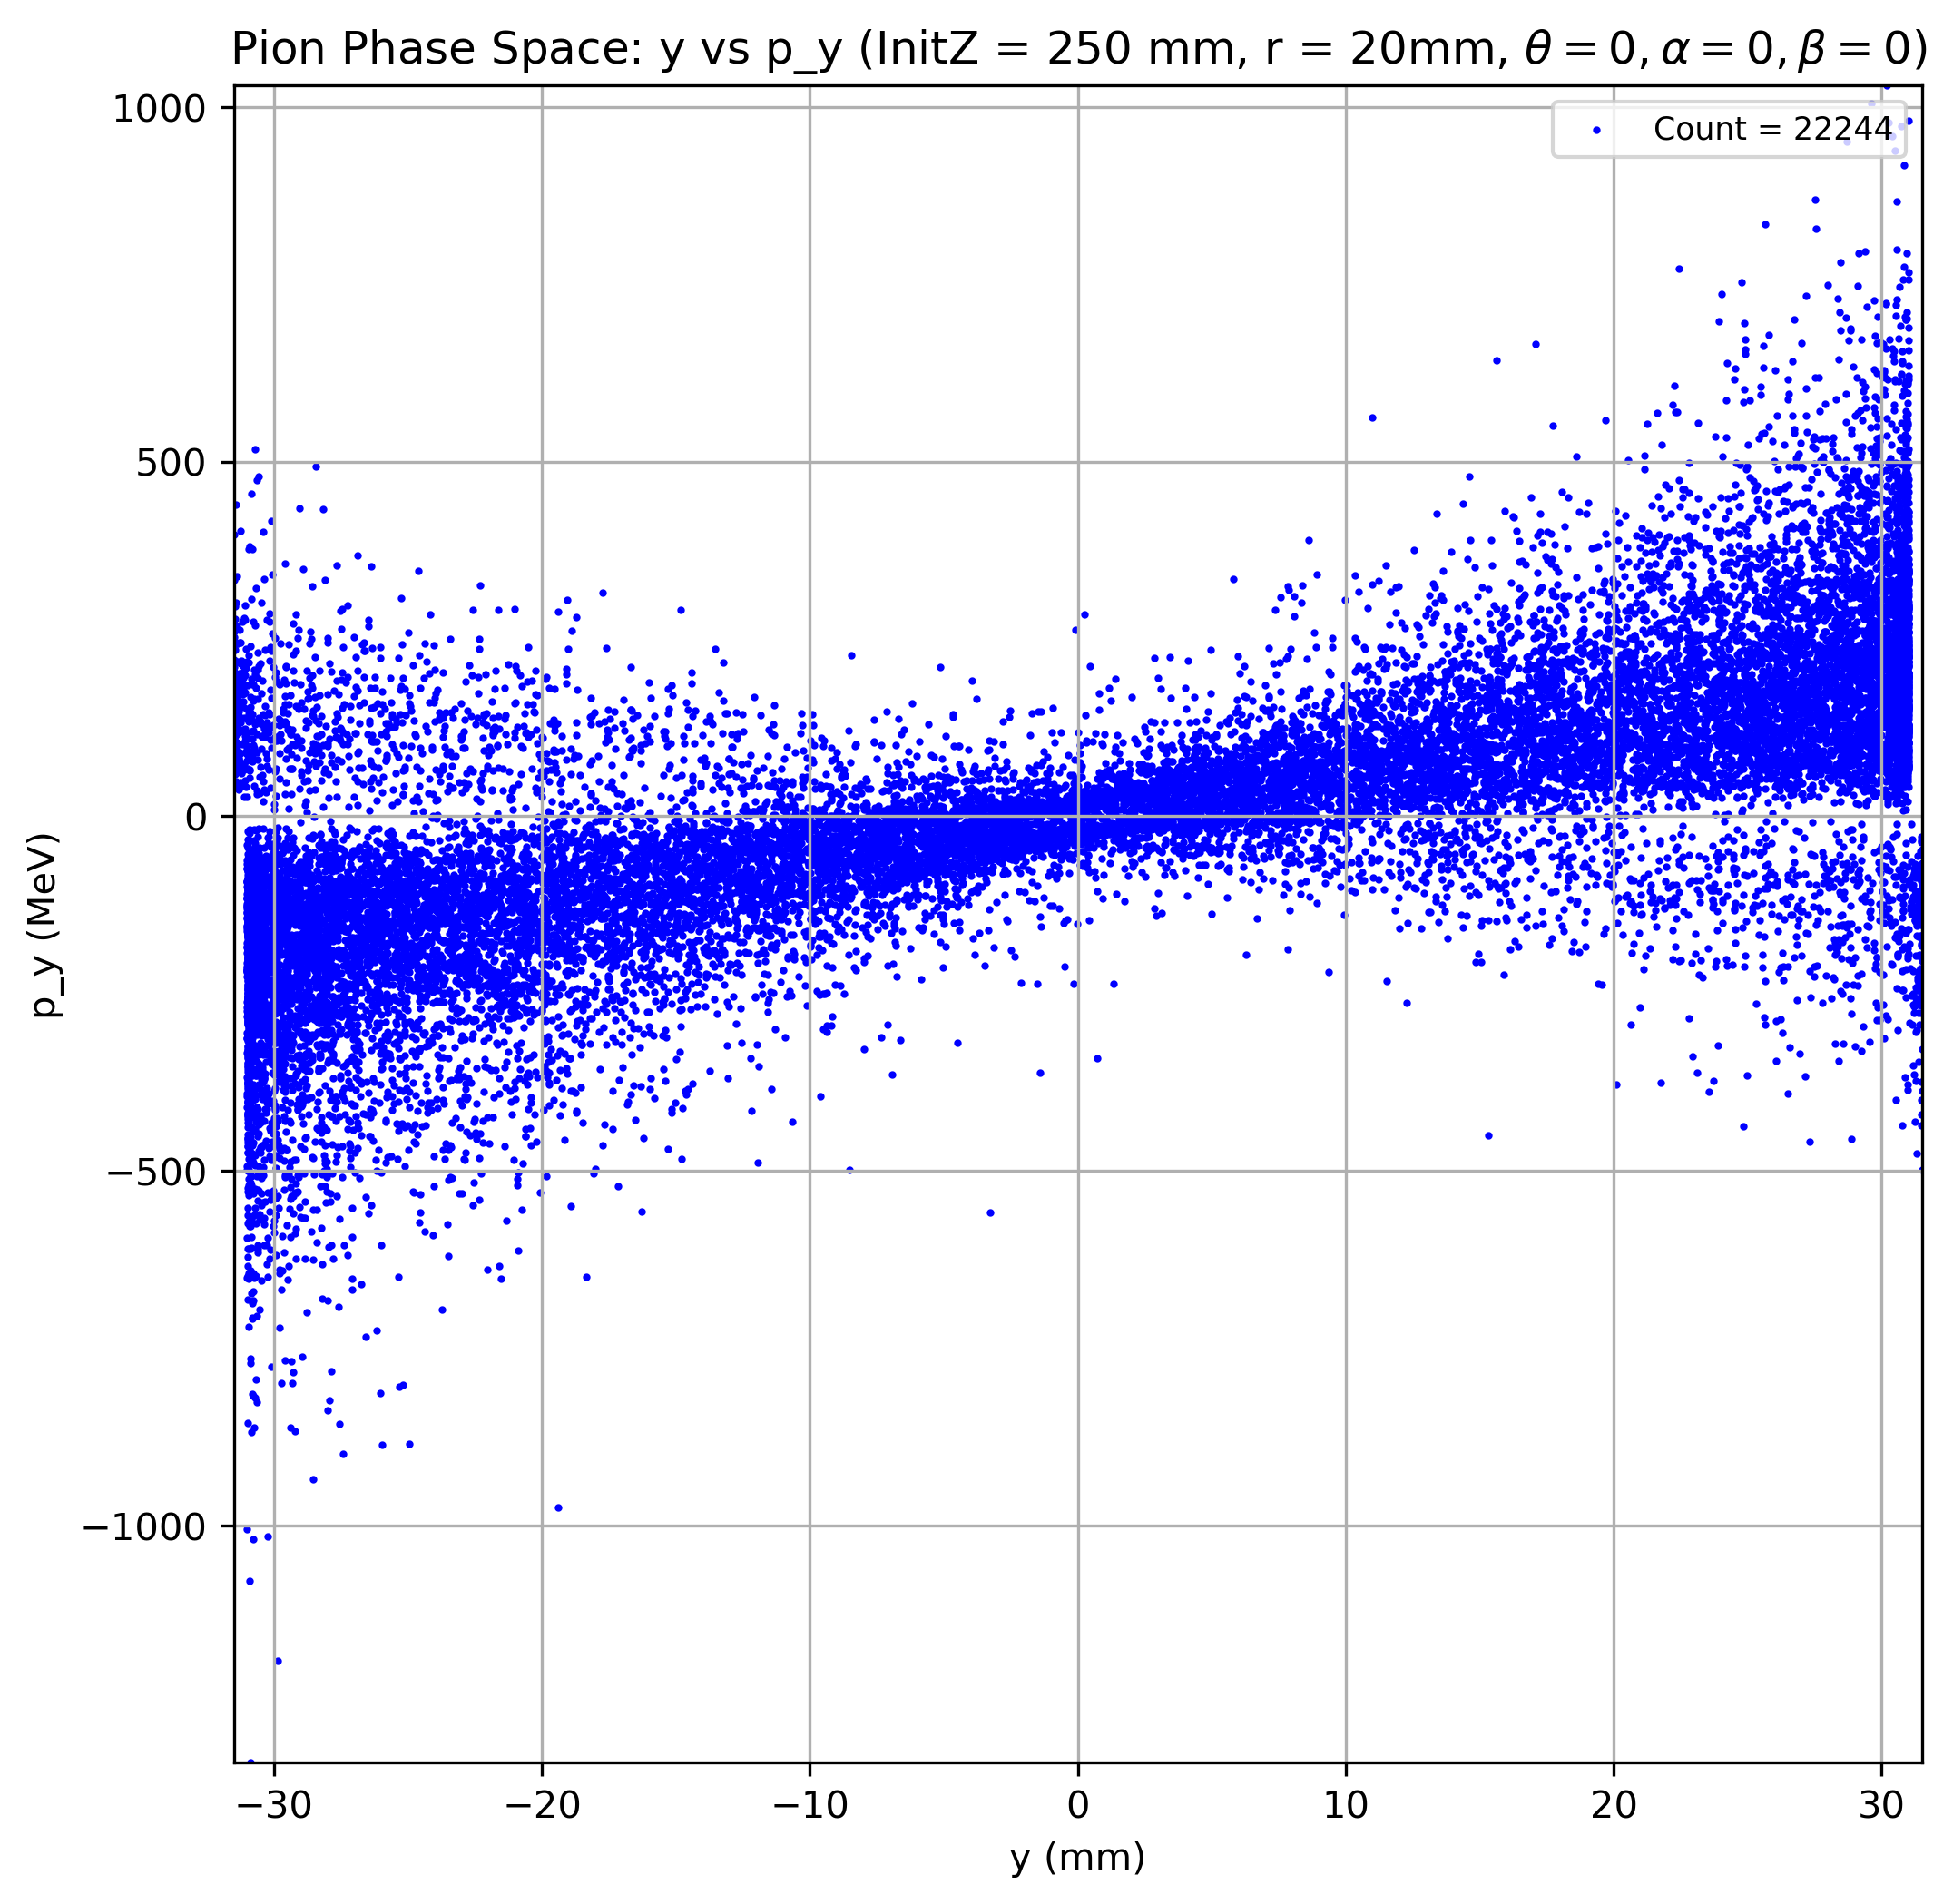 Pion Phase Space: y vs p_y (InitZ = 250 mm, r = 20mm, θ = 0, α = 0, β = 0)
Count = 22244
1000
500
0
−500
−1000
p_y (MeV)
−30 −20 −10 0 10 20 30
y (mm)